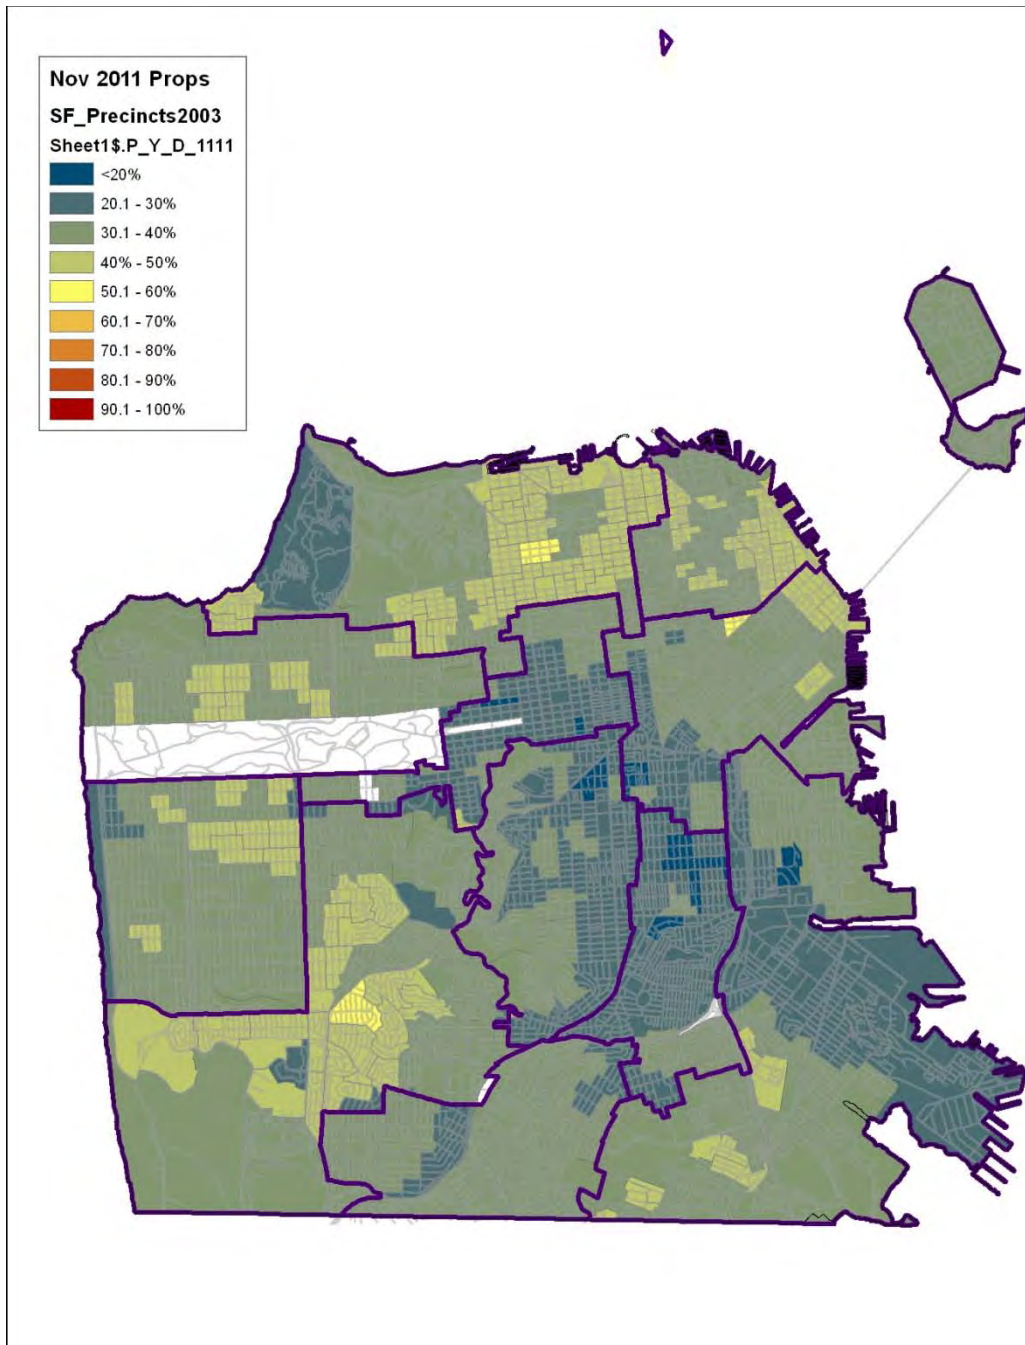 Nov 2011 Props
SF_Precincts2003
Sheet1$.P_Y_D_1111
<20%
20.1 - 30%
30.1 - 40%
40% - 50%
50.1 - 60%
60.1 - 70%
70.1 - 80%
80.1 - 90%
90.1 - 100%